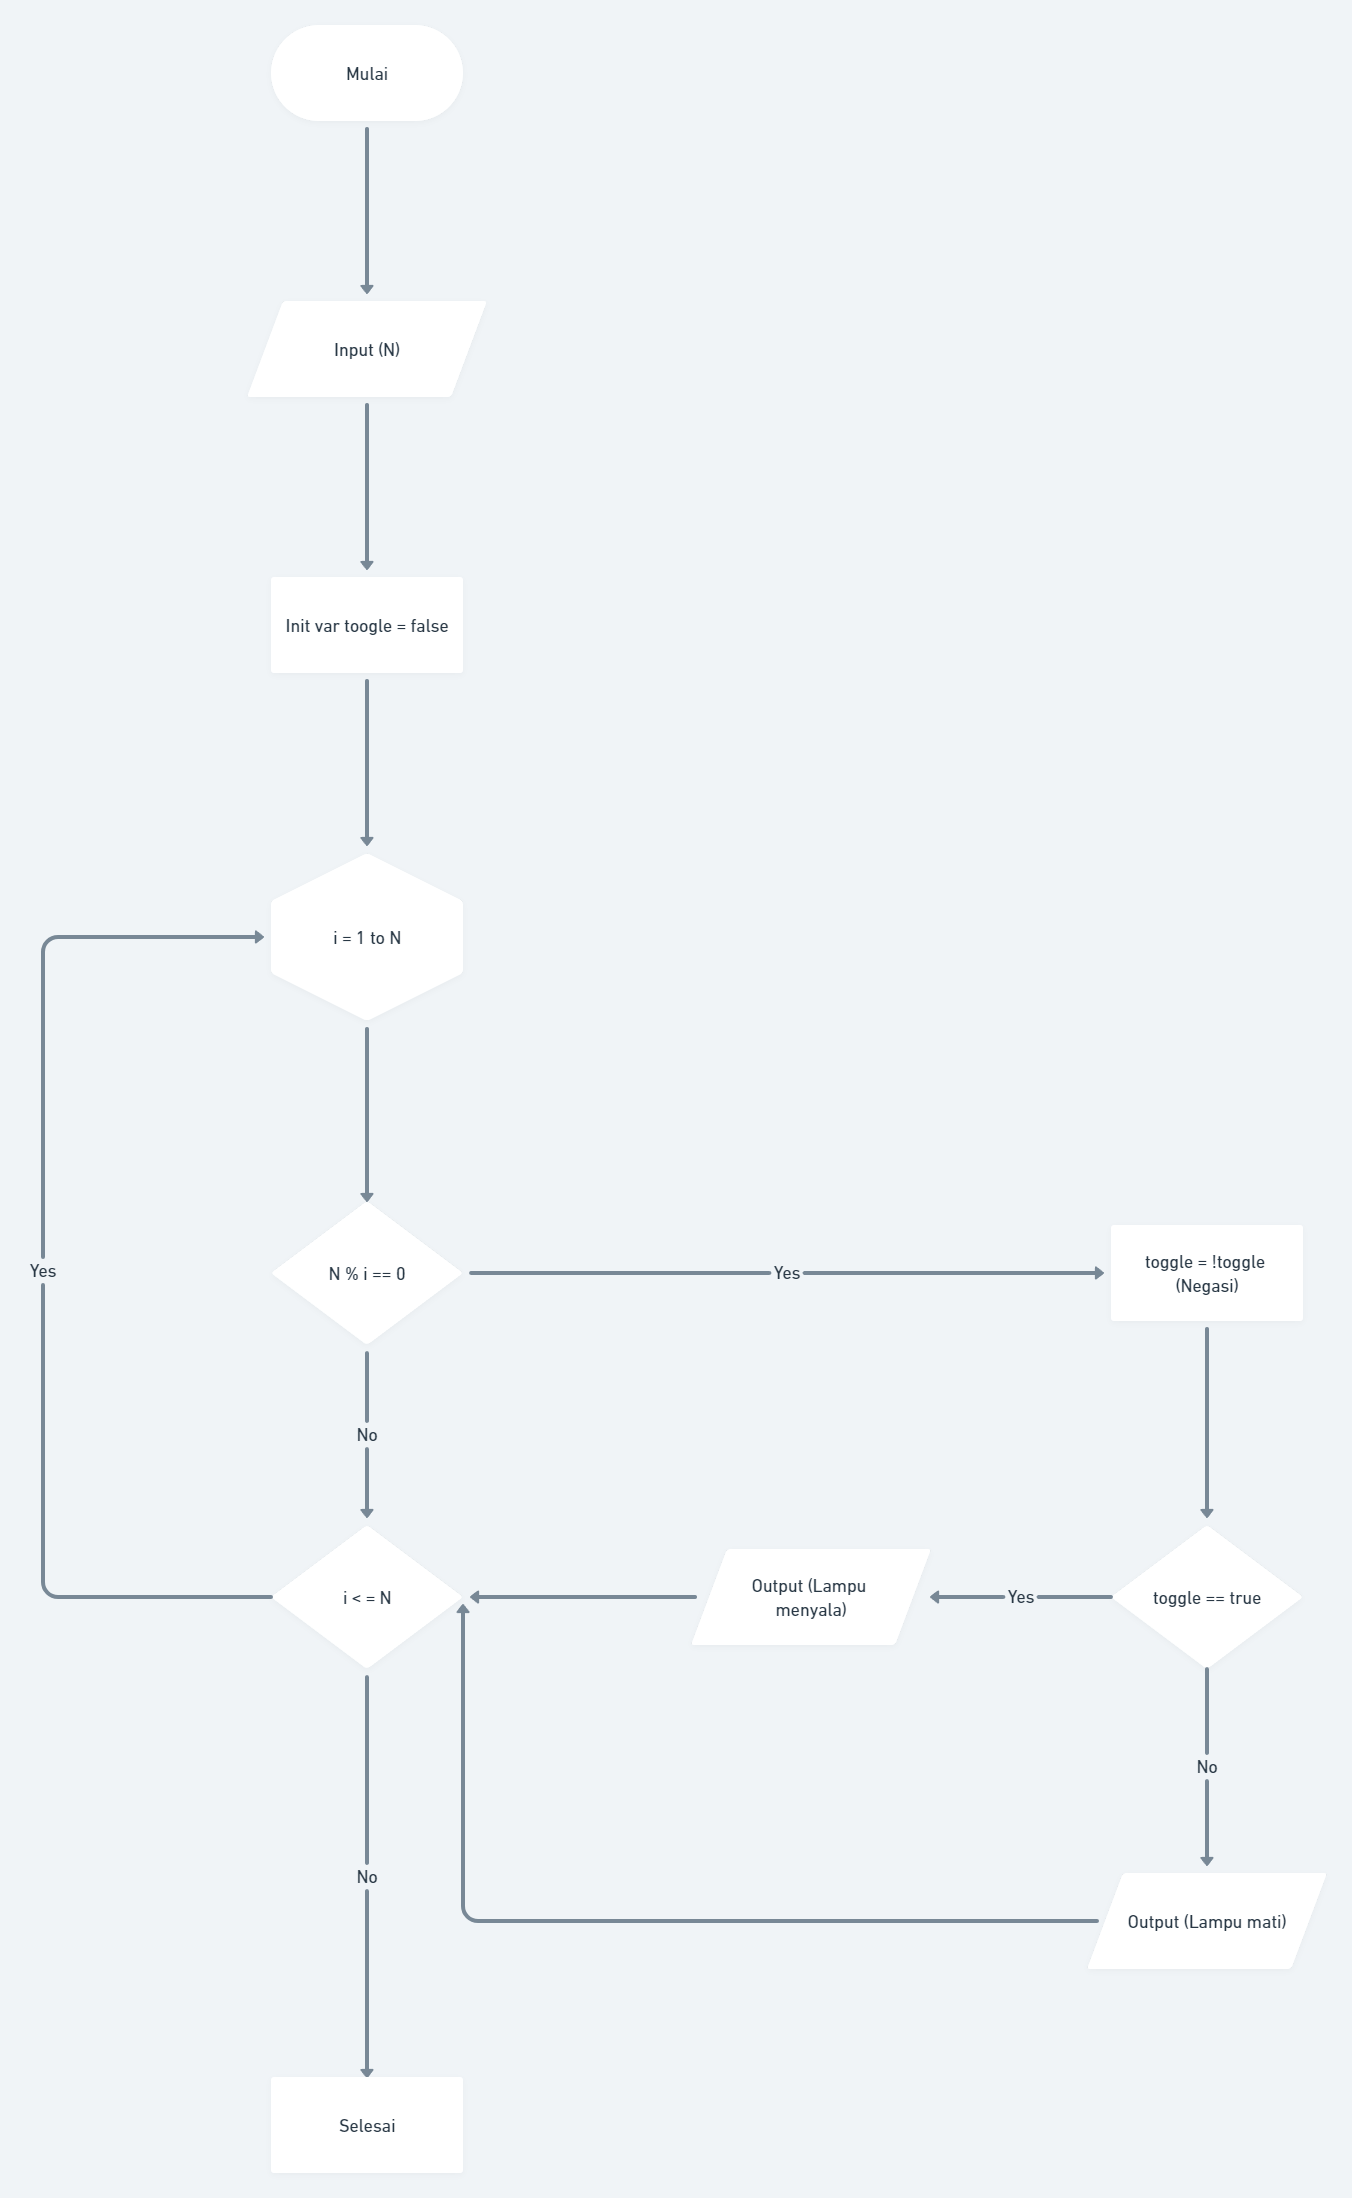 Mulai
Input (N)
Init var toogle = false
i = 1 to N
N % i == 0
Yes
toggle = !toggle
(Negasi)
Yes
No
i < = N
Output (Lampu
menyala)
Yes
toggle == true
No
No
Output (Lampu mati)
Selesai